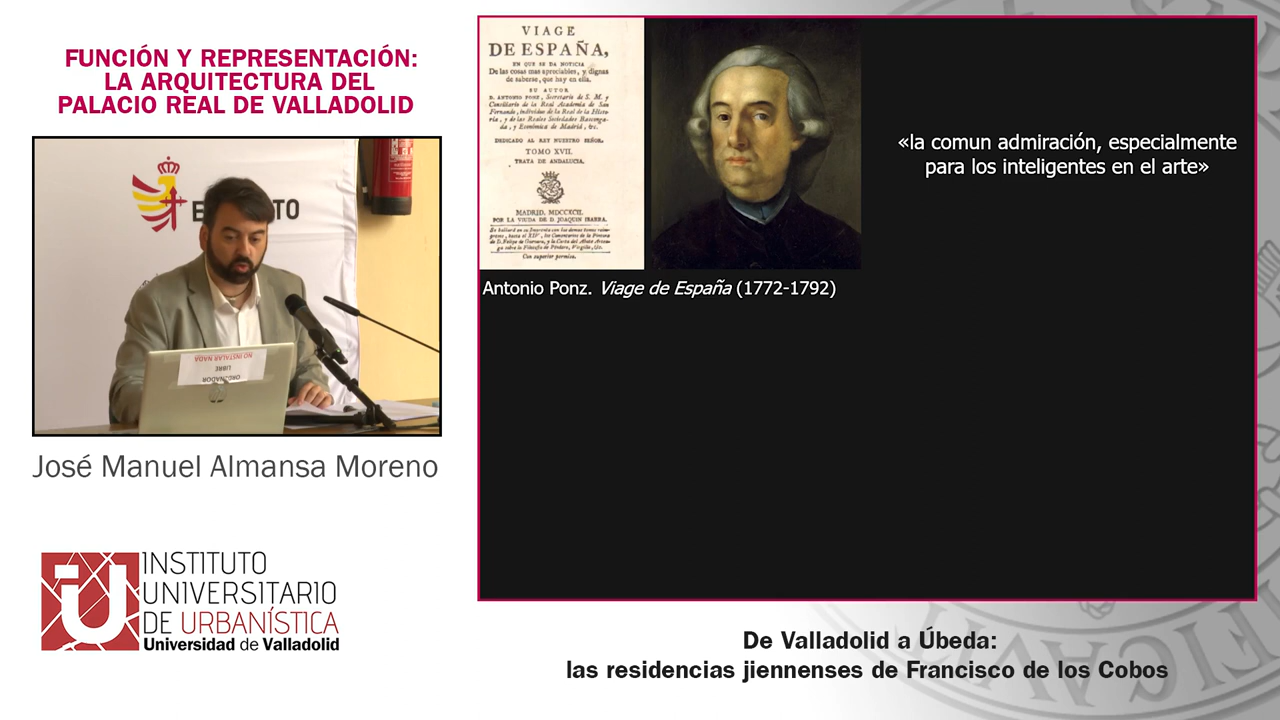 FUNCIÓN Y REPRESENTACIÓN:
LA ARQUITECTURA DEL
PALACIO REAL DE VALLADOLID
NO INSTALAR NADA
LIBRE
ORDENADOR
José Manuel Almansa Moreno
INSTITUTO
UNIVERSITARIO
DE URBANÍSTICA
Universidad de Valladolid
VIAGE
DE ESPAÑA,
EN QUE SE DA NOTICIA
De las cosas mas apreciables, y dignas
de saberse, que hay en ella.
SU AUTOR
D. ANTONIO PONZ, Secretario de S. M. y
Consiliario de la Real Academia de San
Fernando, individuo de la Real de la Histo-
ria, y de las Reales Sociedades Bascongada,
y Económica de Madrid, &c.
DEDICADO AL REY NUESTRO SEÑOR.
TOMO XVII.
TRATA DE ANDALUCIA.
MADRID. MDCCXCII.
POR LA VIUDA DE D. JOAQUIN IBARRA.
Con superior permiso.
«la comun admiración, especialmente
para los inteligentes en el arte»
Antonio Ponz. Viage de España (1772-1792)
De Valladolid a Úbeda:
las residencias jiennenses de Francisco de los Cobos